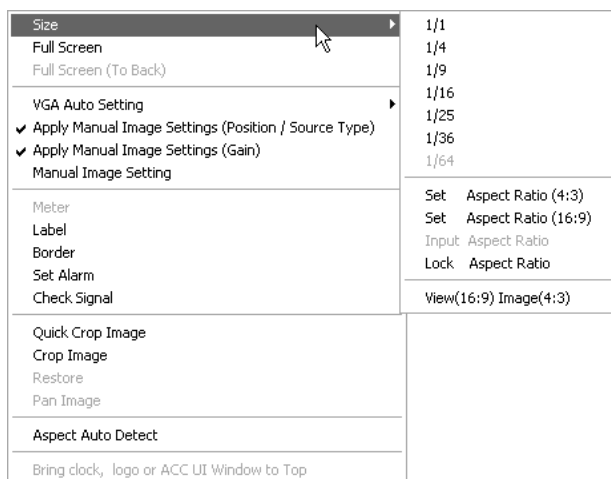 Size
Full Screen
Full Screen (To Back)
VGA Auto Setting
Apply Manual Image Settings (Position / Source Type)
Apply Manual Image Settings (Gain)
Manual Image Setting
Meter
Label
Border
Set Alarm
Check Signal
Quick Crop Image
Crop Image
Restore
Pan Image
Aspect Auto Detect
Bring clock, logo or ACC UI Window to Top
1/1
1/4
1/9
1/16
1/25
1/36
1/64
Set Aspect Ratio (4:3)
Set Aspect Ratio (16:9)
Input Aspect Ratio
Lock Aspect Ratio
View(16:9) Image(4:3)